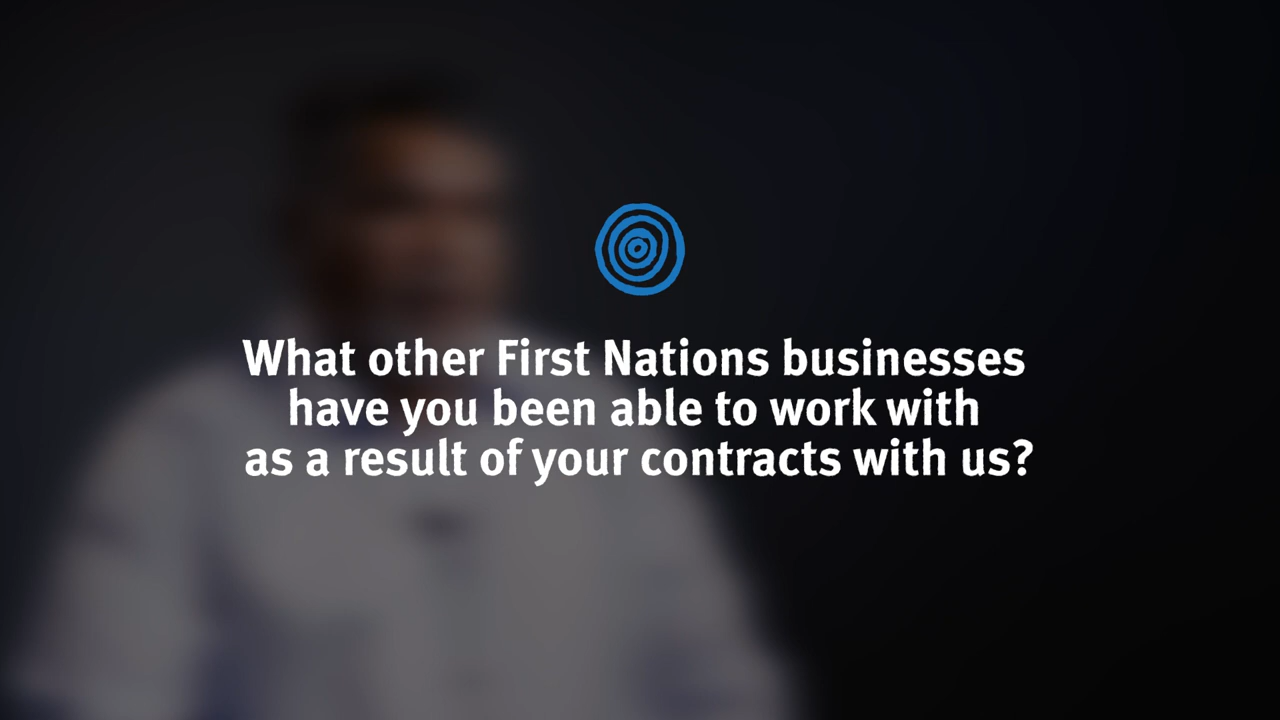 What other First Nations businesses
have you been able to work with
as a result of your contracts with us?